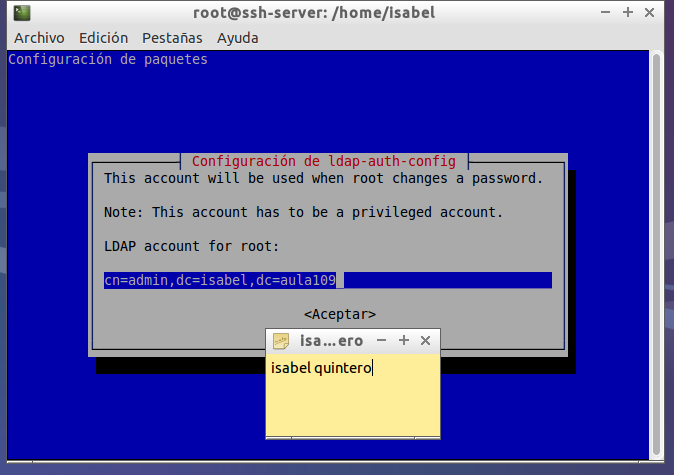 root@ssh-server: /home/isabel
Archivo Edición Pestañas Ayuda
Configuración de paquetes
Configuración de ldap-auth-config
This account will be used when root changes a password.
Note: This account has to be a privileged account.
LDAP account for root:
cn=admin,dc=isabel,dc=aula109
<Aceptar>
isa...ero
isabel quintero